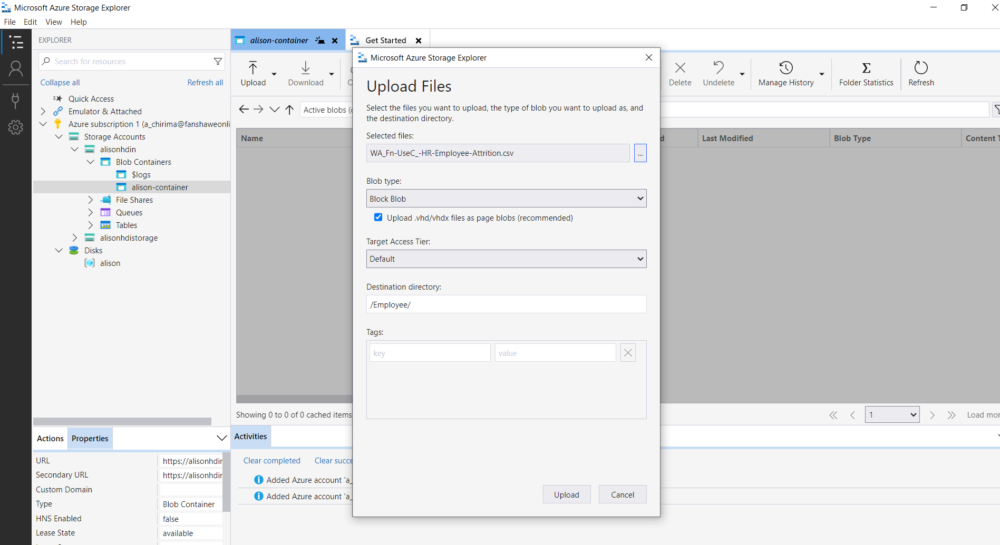 Microsoft Azure Storage Explorer
File Edit View Help
EXPLORER
Search for resources
Collapse all Refresh all
Quick Access
Emulator & Attached
Azure subscription 1 (a_chirima@fanshaweonli
Storage Accounts
alisonhdin
Blob Containers
$logs
alison-container
File Shares
Queues
Tables
alisonhdistorage
Disks
alison
Actions Properties
URL https://alisonhdin
Secondary URL https://alisonhdin
Custom Domain
Type Blob Container
HNS Enabled false
Lease State available
alison-container Get Started
Upload Download Delete Undelete Manage History Folder Statistics Refresh
Active blobs (
Name Last Modified Blob Type Content T
Showing 0 to 0 of 0 cached items
1 Load mor
Activities
Clear completed Clear succe
Added Azure account 'a_
Added Azure account 'a_
Microsoft Azure Storage Explorer
Upload Files
Select the files you want to upload, the type of blob you want to upload as, and
the destination directory.
Selected files:
WA_Fn-UseC_-HR-Employee-Attrition.csv ...
Blob type:
Block Blob
Upload .vhd/vhdx files as page blobs (recommended)
Target Access Tier:
Default
Destination directory:
/Employee/
Tags:
key value
Upload Cancel